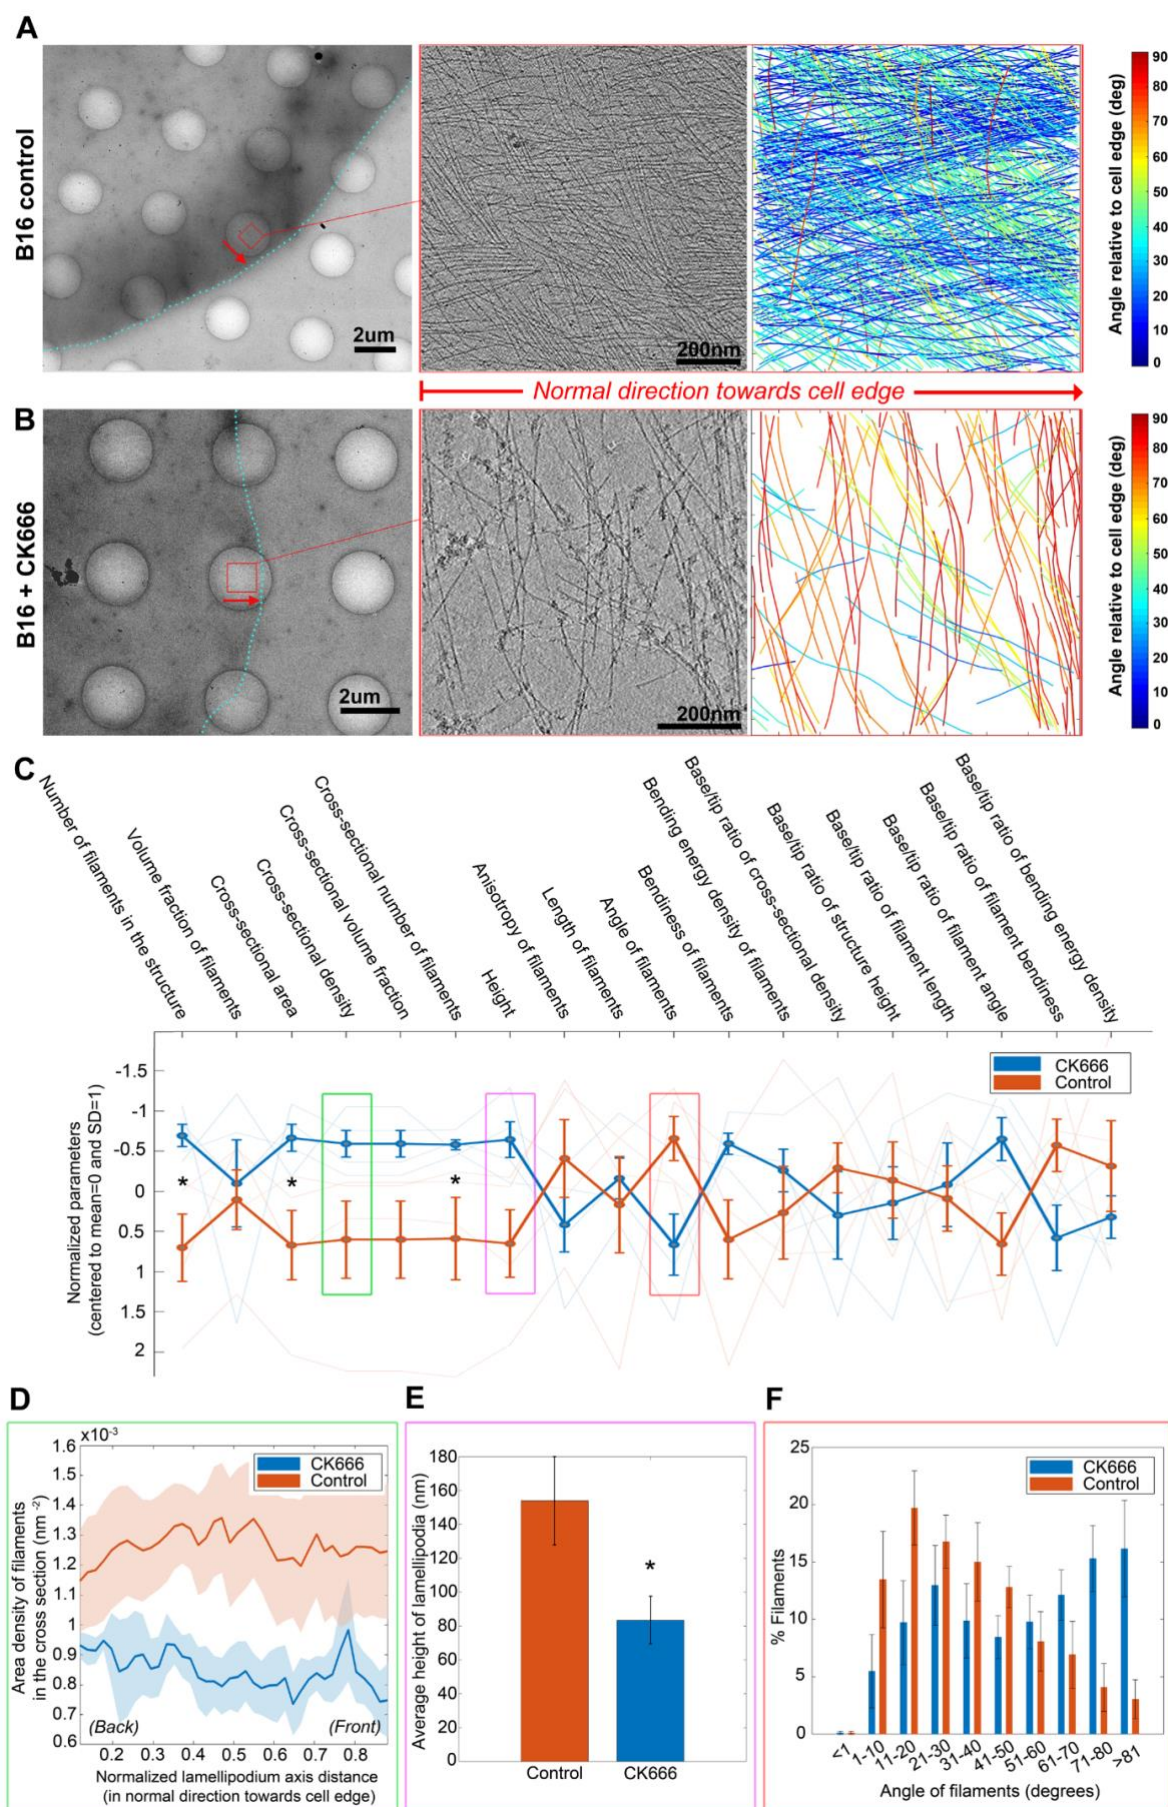 A
B16 control
2um
200nm
90
80
70
60
50
40
30
20
10
0
Angle relative to cell edge (deg)
Normal direction towards cell edge
B
B16 + CK666
2um
200nm
90
80
70
60
50
40
30
20
10
0
Angle relative to cell edge (deg)
C
Number of filaments in the structure
Volume fraction of filaments
Cross-sectional area
Cross-sectional density
Cross-sectional volume fraction
Cross-sectional number of filaments
Height
Anisotropy of filaments
Length of filaments
Angle of filaments
Bendiness of filaments
Bending energy density of filaments
Base/tip ratio of cross-sectional density
Base/tip ratio of structure height
Base/tip ratio of filament length
Base/tip ratio of filament angle
Base/tip ratio of filament bendiness
Base/tip ratio of bending energy density
Normalized parameters
(centered to mean=0 and SD=1)
-1.5
-1
-0.5
0
0.5
1
1.5
2
CK666
Control
*
*
*
D
x10-3
1.6
1.5
1.4
1.3
1.2
1.1
1
0.9
0.8
0.7
0.6
Area density of filaments
in the cross section (nm -2)
CK666
Control
(Back)
(Front)
0.2 0.3 0.4 0.5 0.6 0.7 0.8
Normalized lamellipodium axis distance
(in normal direction towards cell edge)
E
Average height of lamellipodia (nm)
180
160
140
120
100
80
60
40
20
0
*
Control CK666
F
% Filaments
25
20
15
10
5
0
CK666
Control
<1 1-10 11-20 21-30 31-40 41-50 51-60 61-70 71-80 >81
Angle of filaments (degrees)